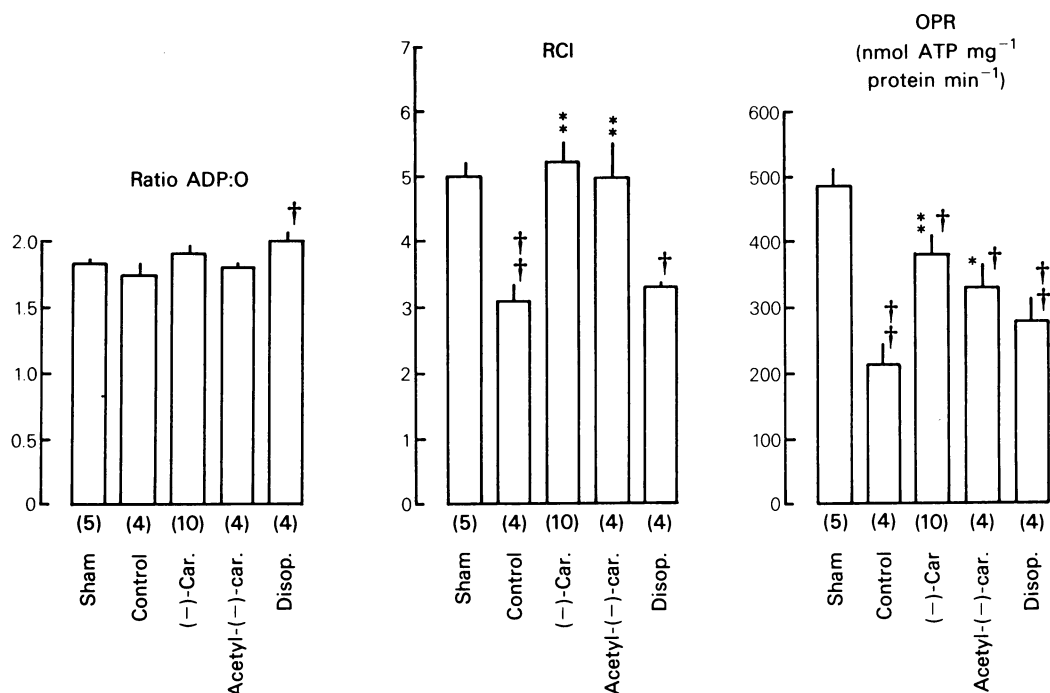 Ratio ADP:O
2.0
1.5
1.0
0.5
0
†
(5) (4) (10) (4) (4)
Sham
Control
(−)-Car.
Acetyl-(−)-car.
Disop.
RCI
7
6
5
4
3
2
1
0
‡
‡
**
**
†
(5) (4) (10) (4) (4)
Sham
Control
(−)-Car.
Acetyl-(−)-car.
Disop.
OPR
(nmol ATP mg⁻¹
protein min⁻¹)
600
500
400
300
200
100
0
††
** †
* †
††
(5) (4) (10) (4) (4)
Sham
Control
(−)-Car
Acetyl-(−)-car.
Disop.